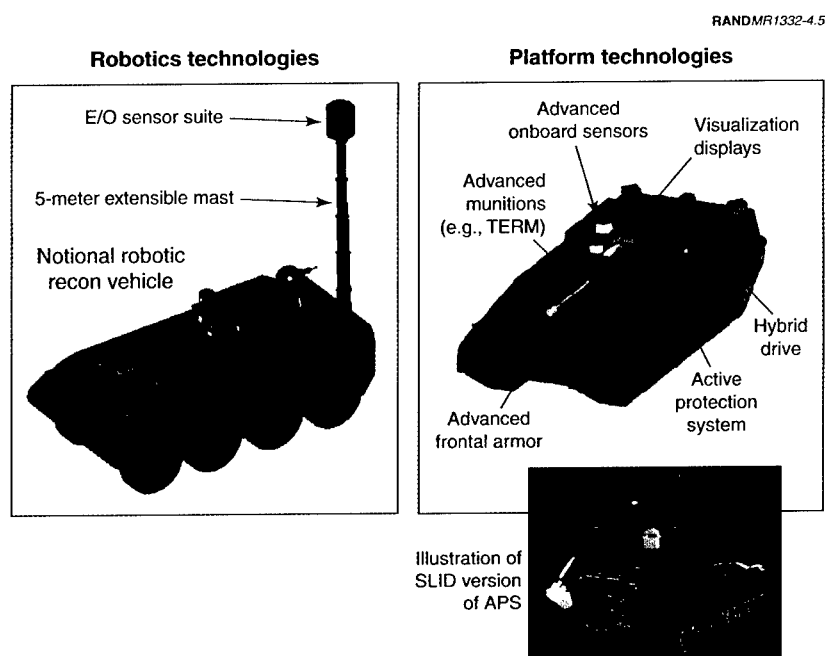 RANDMR1332-4.5
Robotics technologies
E/O sensor suite
5-meter extensible mast
Notional robotic
recon vehicle
Platform technologies
Advanced
onboard sensors
Visualization
displays
Advanced
munitions
(e.g., TERM)
Hybrid
drive
Active
protection
system
Advanced
frontal armor
Illustration of
SLID version
of APS